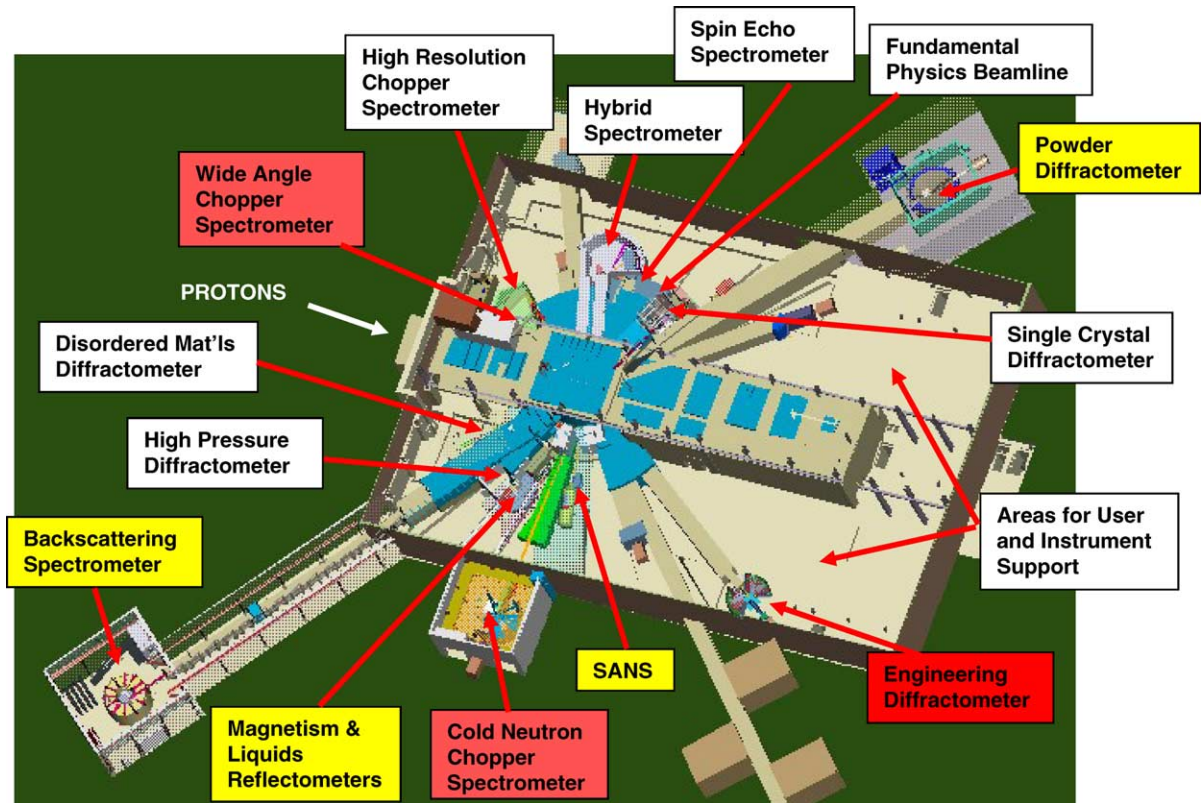 Spin Echo
Spectrometer
Fundamental
Physics Beamline
High Resolution
Chopper
Spectrometer
Hybrid
Spectrometer
Powder
Diffractometer
Wide Angle
Chopper
Spectrometer
PROTONS
Disordered Mat'ls
Diffractometer
Single Crystal
Diffractometer
High Pressure
Diffractometer
Areas for User
and Instrument
Support
Backscattering
Spectrometer
SANS
Engineering
Diffractometer
Magnetism &
Liquids
Reflectometers
Cold Neutron
Chopper
Spectrometer